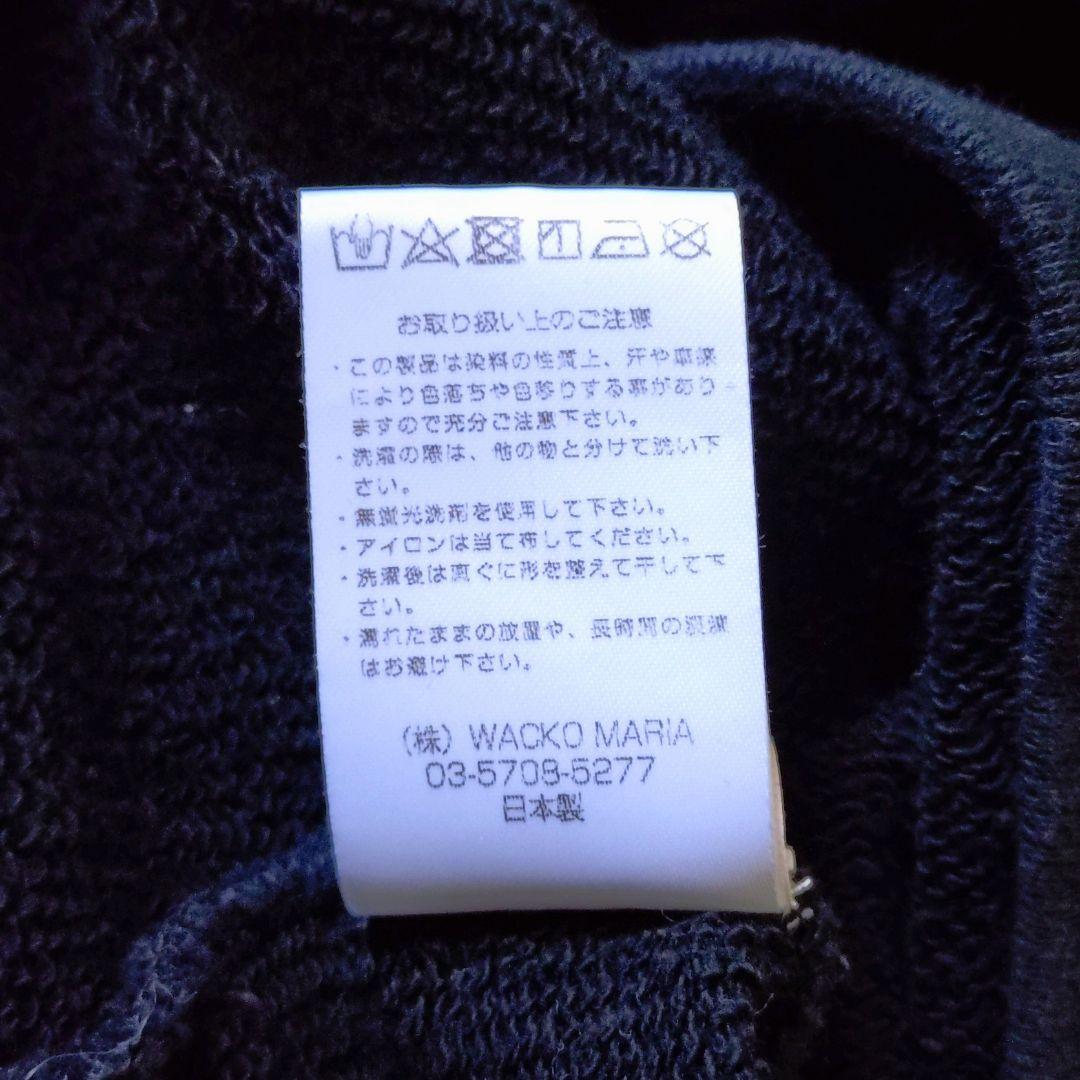 お取り扱い上のご注意
・この製品は染料の性質上、汗や摩擦
により色落ちや色移りする事があり
ますので充分ご注意下さい。
・洗濯の際は、他の物と分けて洗い下
さい。
・無蛍光洗剤を使用して下さい。
・アイロンは当て布してください。
・洗濯後は直ぐに形を整えて干して下
さい。
・濡れたままの放置や、長時間の浸漬
はお避け下さい。
(株) WACKO MARIA
03-5708-5277
日本製